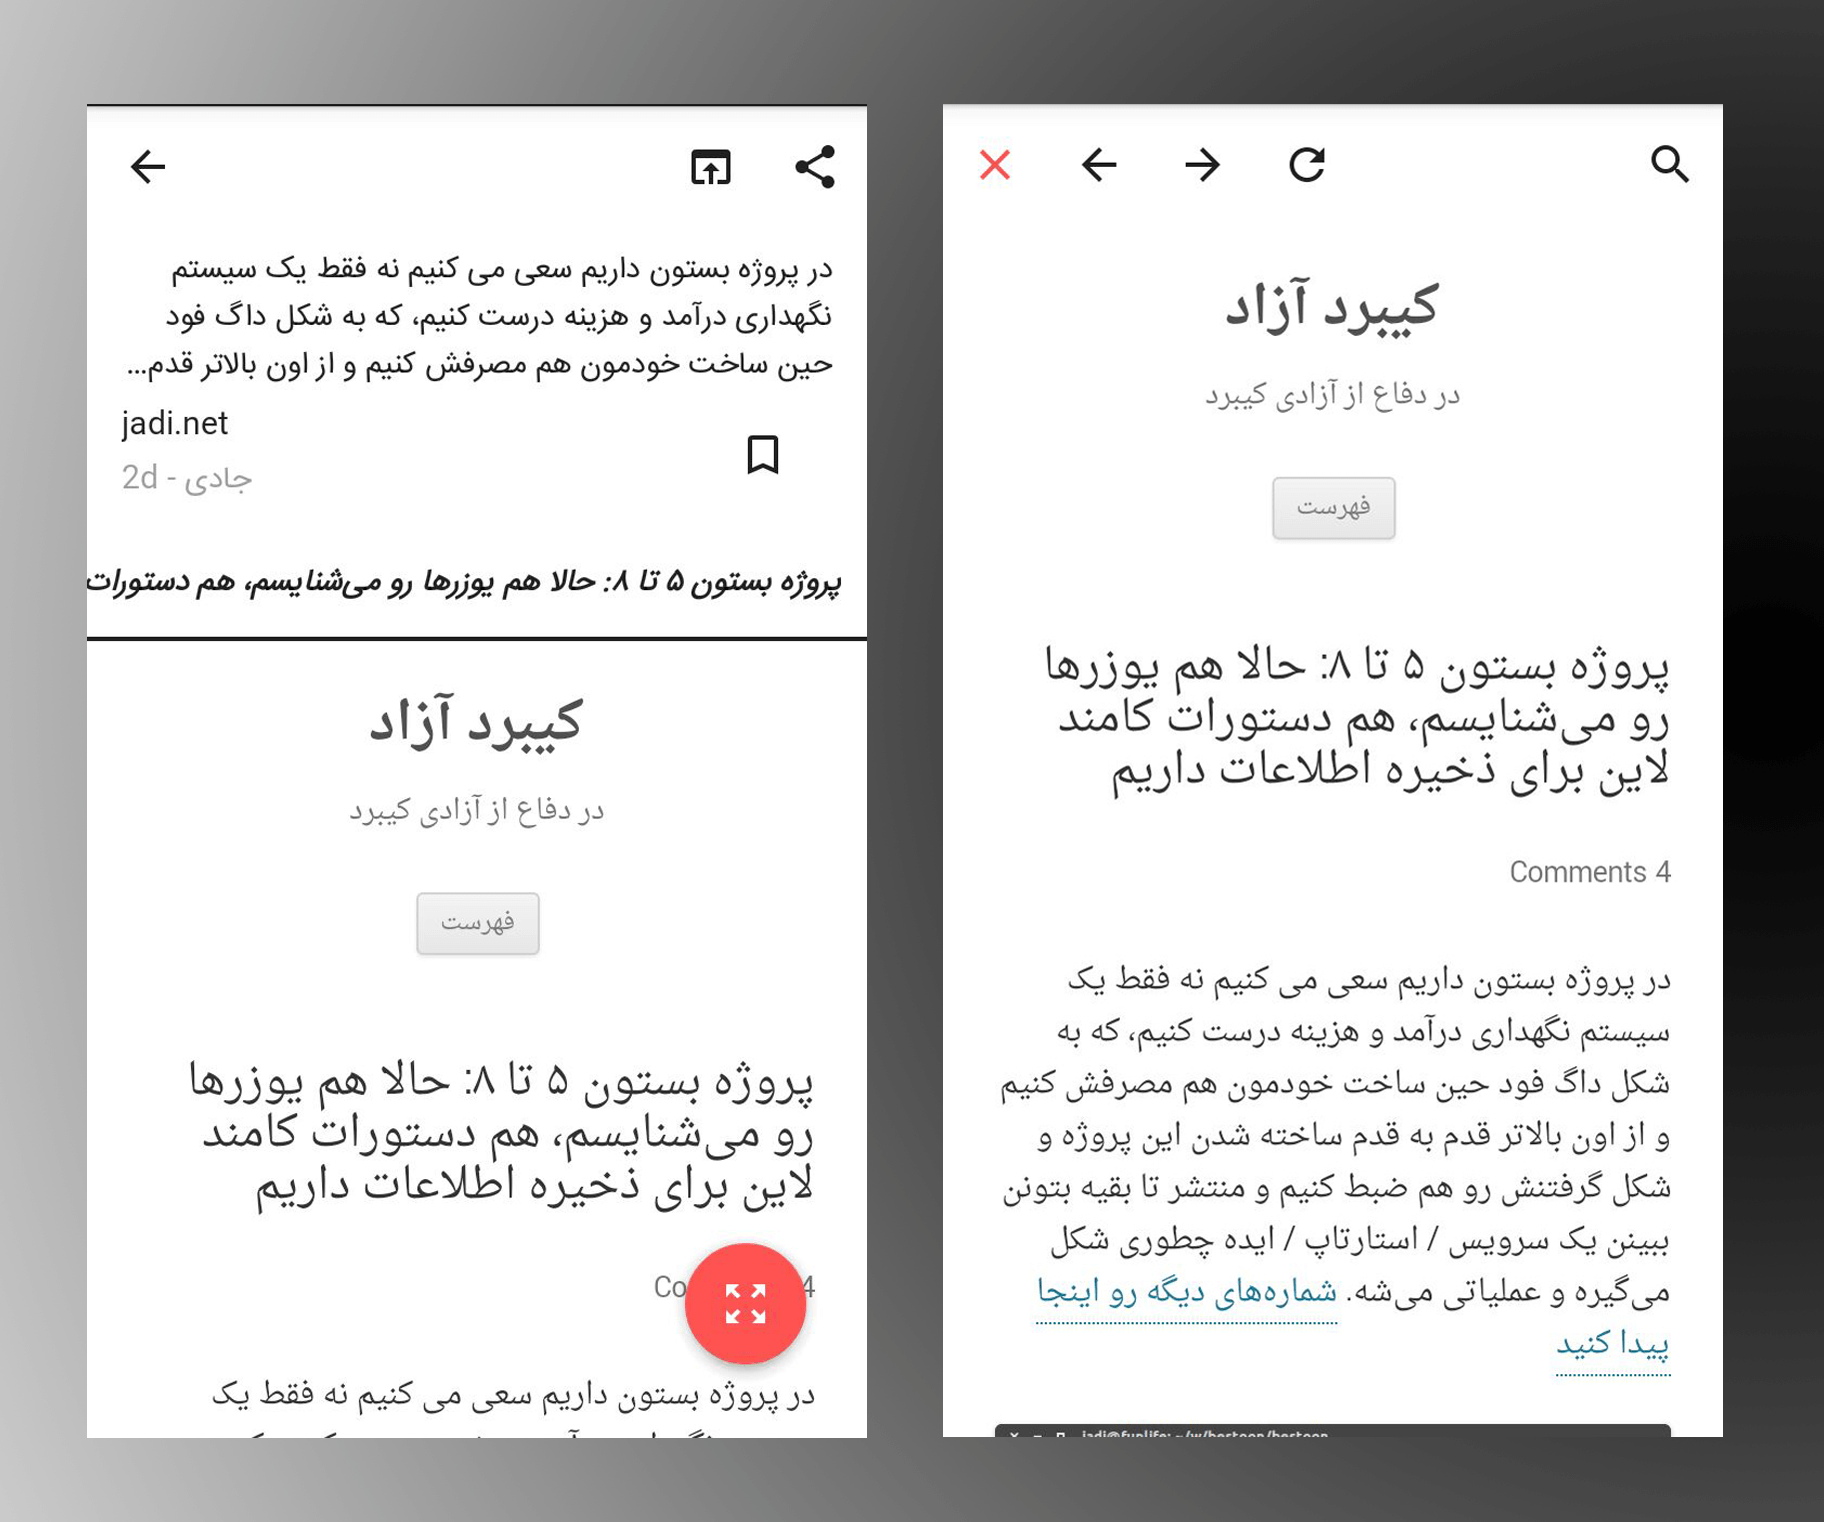 در پروژه بستون داریم سعی می کنیم نه فقط یک سیستم
نگهداری درآمد و هزینه درست کنیم، که به شکل داگ فود
حین ساخت خودمون هم مصرفش کنیم و از اون بالاتر قدم...
jadi.net
جادی - 2d
پروژه بستون ۵ تا ۸: حالا هم یوزرها رو می‌شناییسم، هم دستورات
کیبرد آزاد
در دفاع از آزادی کیبرد
فهرست
پروژه بستون ۵ تا ۸: حالا هم یوزرها
رو می‌شناییسم، هم دستورات کامند
لاین برای ذخیره اطلاعات داریم
4
در پروژه بستون داریم سعی می کنیم نه فقط یک
کیبرد آزاد
در دفاع از آزادی کیبرد
فهرست
پروژه بستون ۵ تا ۸: حالا هم یوزرها
رو می‌شناییسم، هم دستورات کامند
لاین برای ذخیره اطلاعات داریم
Comments 4
در پروژه بستون داریم سعی می کنیم نه فقط یک
سیستم نگهداری درآمد و هزینه درست کنیم، که به
شکل داگ فود حین ساخت خودمون هم مصرفش کنیم
و از اون بالاتر قدم به قدم ساخته شدن این پروژه و
شکل گرفتنش رو هم ضبط کنیم و منتشر تا بقیه بتونن
ببینن یک سرویس / استارتاپ / ایده چطوری شکل
می‌گیره و عملیاتی می‌شه. شماره‌های دیگه رو اینجا
پیدا کنید
jadi@funlife: ~/w/bestoon/bestoon